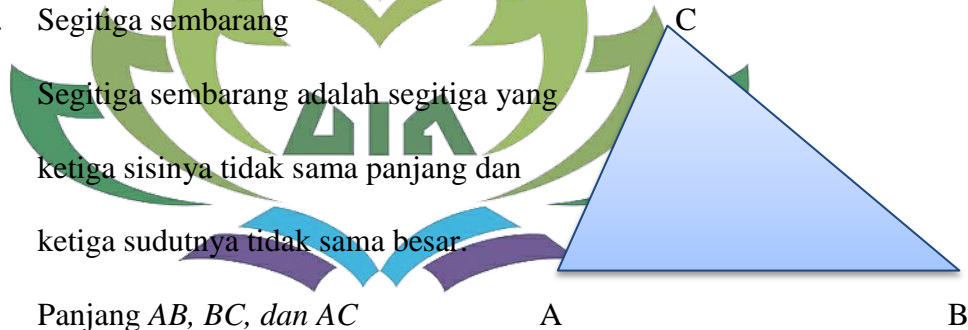 Segitiga sembarang
C
Segitiga sembarang adalah segitiga yang
ketiga sisinya tidak sama panjang dan
ketiga sudutnya tidak sama besar.
Panjang AB, BC, dan AC
A
B